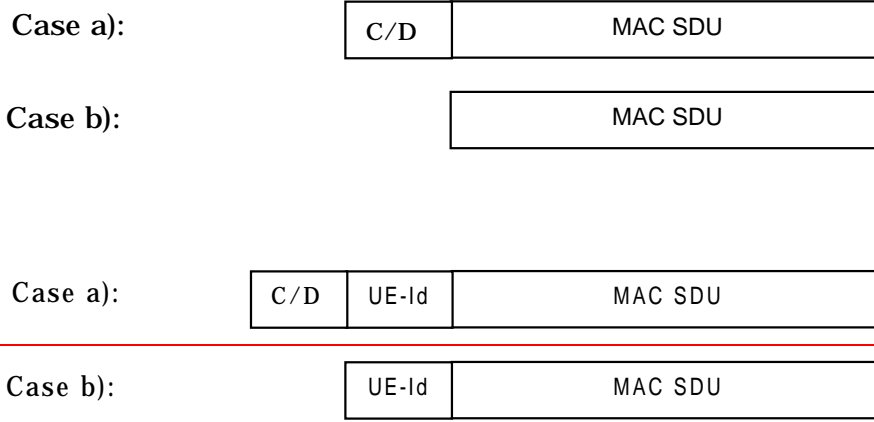 Case a): C/D MAC SDU
Case b): MAC SDU
Case a): C/D UE-Id MAC SDU
Case b): UE-Id MAC SDU